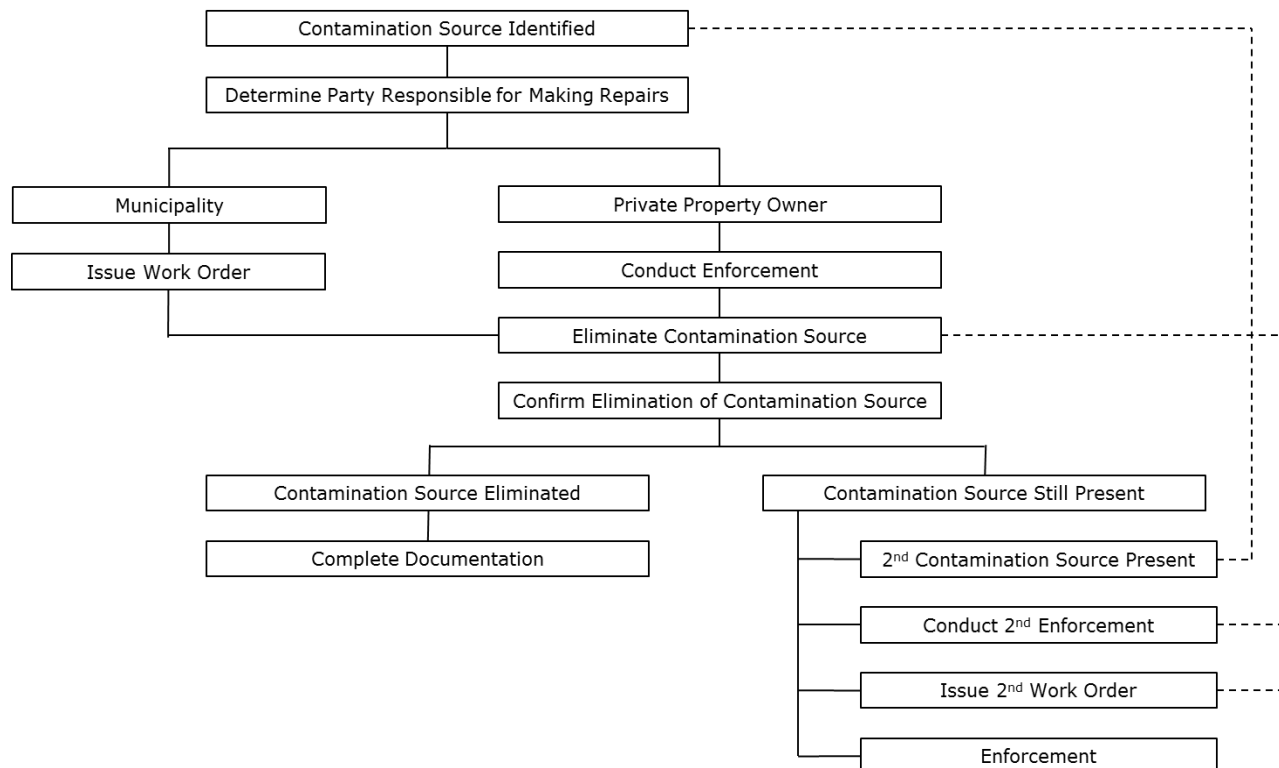 Contamination Source Identified
Determine Party Responsible for Making Repairs
Municipality
Private Property Owner
Issue Work Order
Conduct Enforcement
Eliminate Contamination Source
Confirm Elimination of Contamination Source
Contamination Source Eliminated
Contamination Source Still Present
Complete Documentation
2nd Contamination Source Present
Conduct 2nd Enforcement
Issue 2nd Work Order
Enforcement